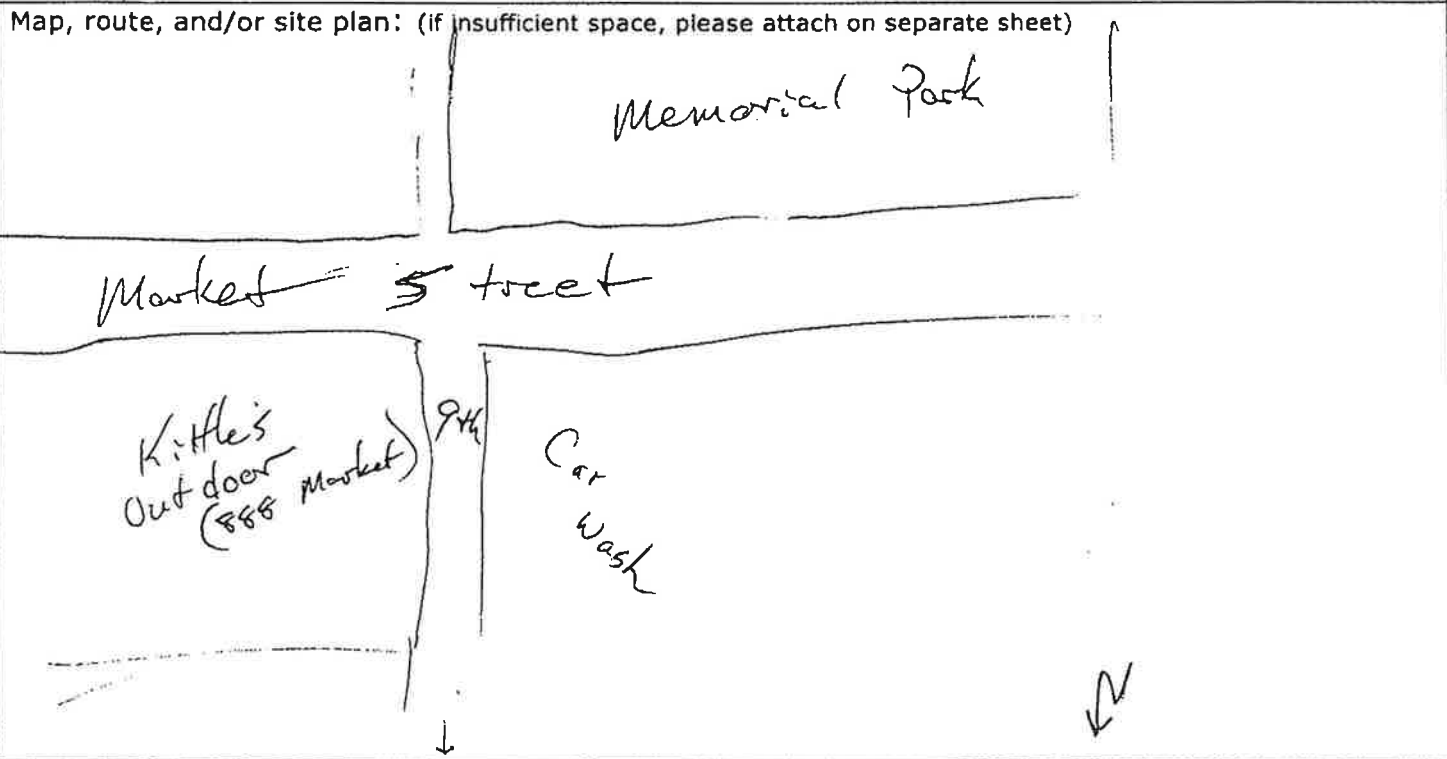 Map, route, and/or site plan: (if insufficient space, please attach on separate sheet)
Memorial Park
Market Street
Kittle's
Outdoor
(888 Market)
9th
Car
Wash
N